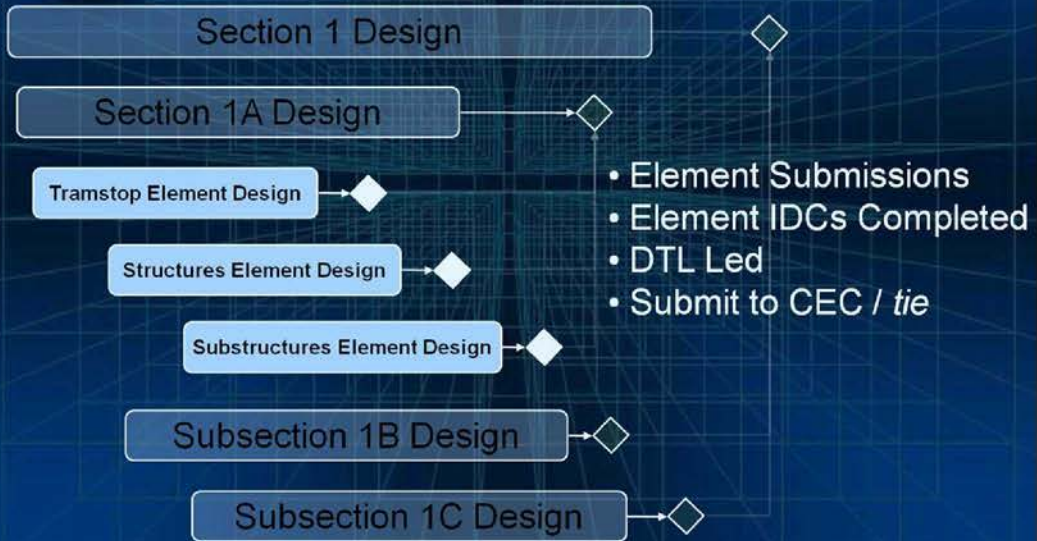 Section 1 Design
Section 1A Design
Tramstop Element Design
Structures Element Design
Substructures Element Design
Subsection 1B Design
Subsection 1C Design
• Element Submissions
• Element IDCs Completed
• DTL Led
• Submit to CEC / tie